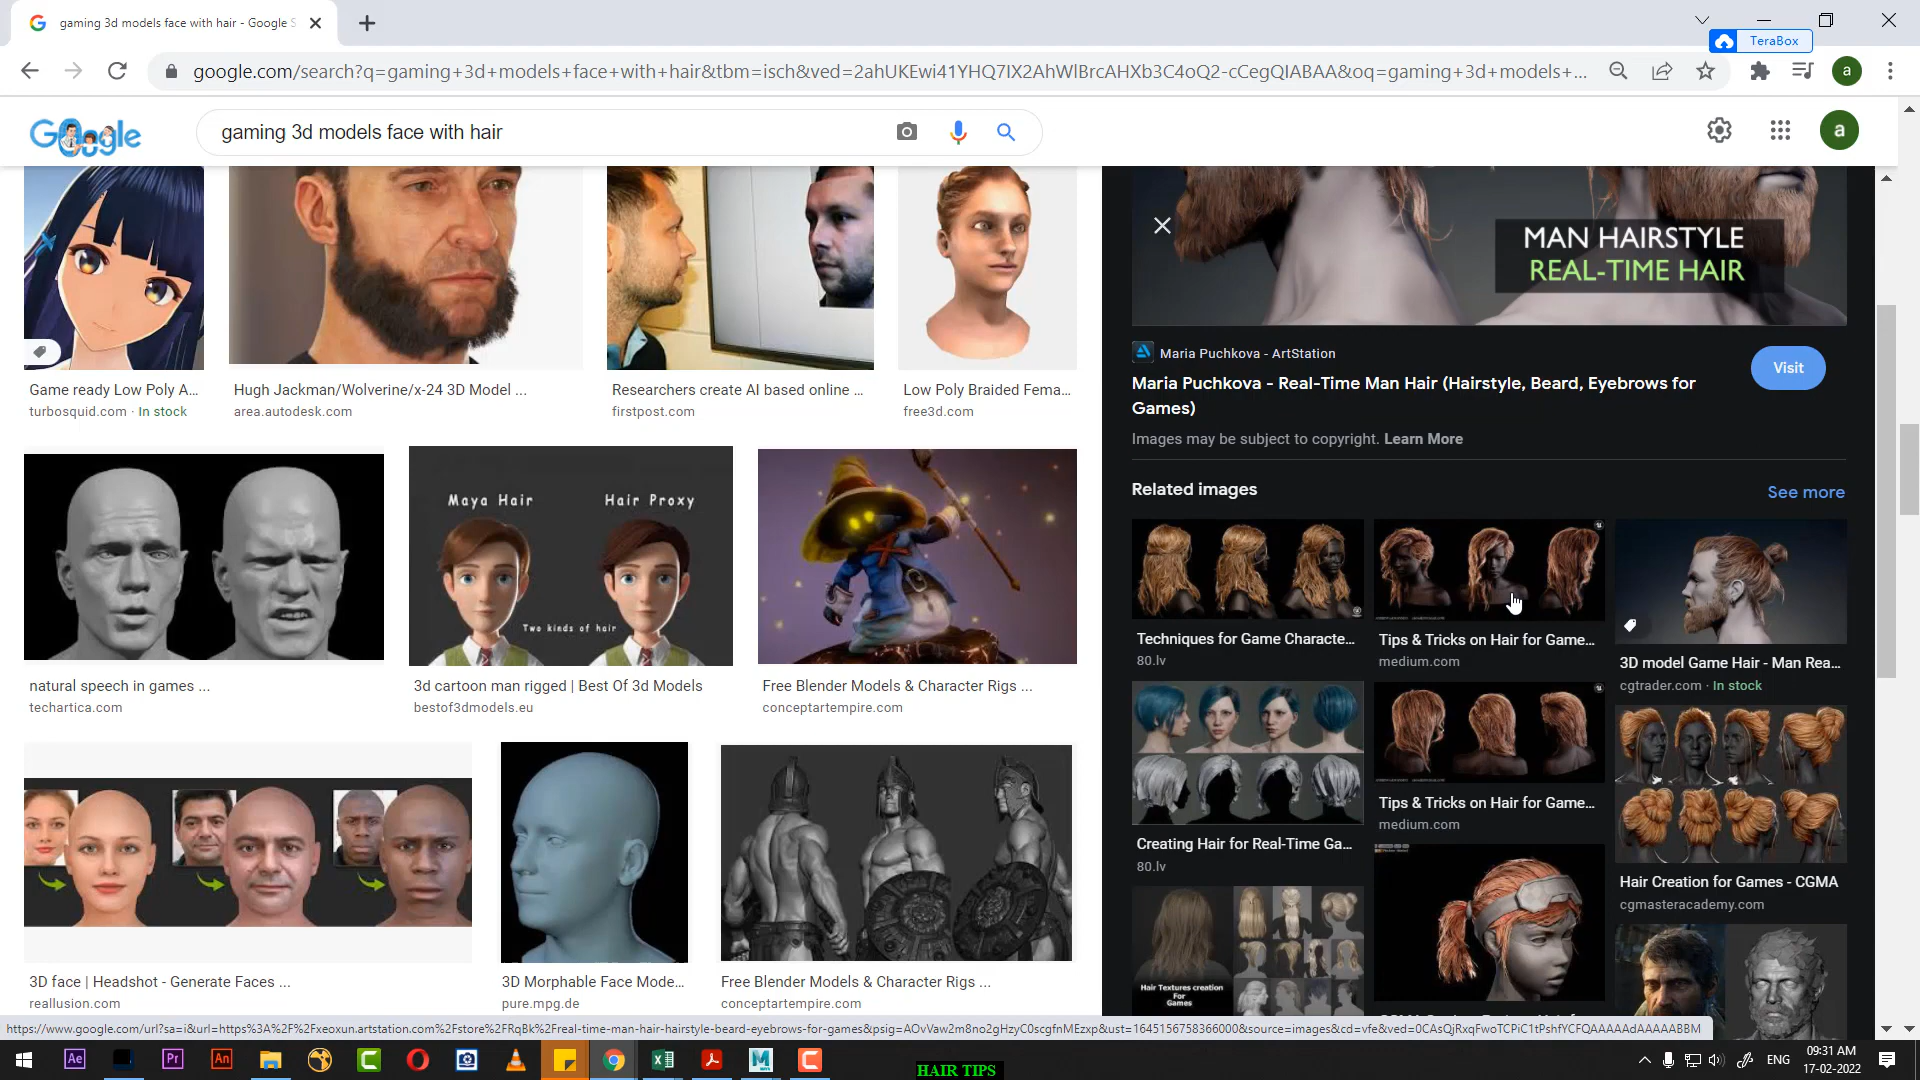 gaming 3d models face with hair - Google S
TeraBox
google.com/search?q=gaming+3d+models+face+with+hair&tbm=isch&ved=2ahUKEwi41YHQ7IX2AhWlBrcAHXb3C4oQ2-cCegQIABAA&oq=gaming+3d+models+...
a
Google
gaming 3d models face with hair
a
Game ready Low Poly A...
turbosquid.com · In stock
Hugh Jackman/Wolverine/x-24 3D Model ...
area.autodesk.com
Researchers create AI based online ...
firstpost.com
Low Poly Braided Fema...
free3d.com
Maya Hair
Hair Proxy
Two kinds of hair
natural speech in games ...
techartica.com
3d cartoon man rigged | Best Of 3d Models
bestof3dmodels.eu
Free Blender Models & Character Rigs ...
conceptartempire.com
3D face | Headshot - Generate Faces ...
reallusion.com
3D Morphable Face Mode...
pure.mpg.de
Free Blender Models & Character Rigs ...
conceptartempire.com
MAN HAIRSTYLE
REAL-TIME HAIR
Maria Puchkova - ArtStation
Maria Puchkova - Real-Time Man Hair (Hairstyle, Beard, Eyebrows for
Games)
Visit
Images may be subject to copyright. Learn More
Related images
See more
Techniques for Game Characte...
80.lv
Tips & Tricks on Hair for Game...
medium.com
3D model Game Hair - Man Rea...
cgtrader.com · In stock
Creating Hair for Real-Time Ga...
80.lv
Tips & Tricks on Hair for Game...
medium.com
Hair Creation for Games - CGMA
cgmasteracademy.com
Hair Textures creation
For
Games
https://www.google.com/url?sa=i&url=https%3A%2F%2Fxeoxun.artstation.com%2Fstore%2FRqBk%2Freal-time-man-hair-hairstyle-beard-eyebrows-for-games&psig=AOvVaw2m8no2gHzyC0scgfnMEzxp&ust=1645156758366000&source=images&cd=vfe&ved=0CAsQjRxqFwoTCPiC1tPshfYCFQAAAAAdAAAAABBM
Ae
Pr
An
HAIR TIPS
ENG
09:31 AM
17-02-2022